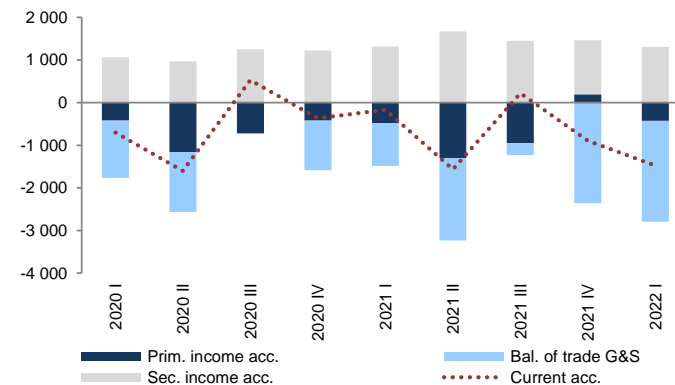 2 000
1 000
0
-1 000
-2 000
-3 000
-4 000
2020 I
2020 II
2020 III
2020 IV
2021 I
2021 II
2021 III
2021 IV
2022 I
Prim. income acc.
Bal. of trade G&S
Sec. income acc.
Current acc.